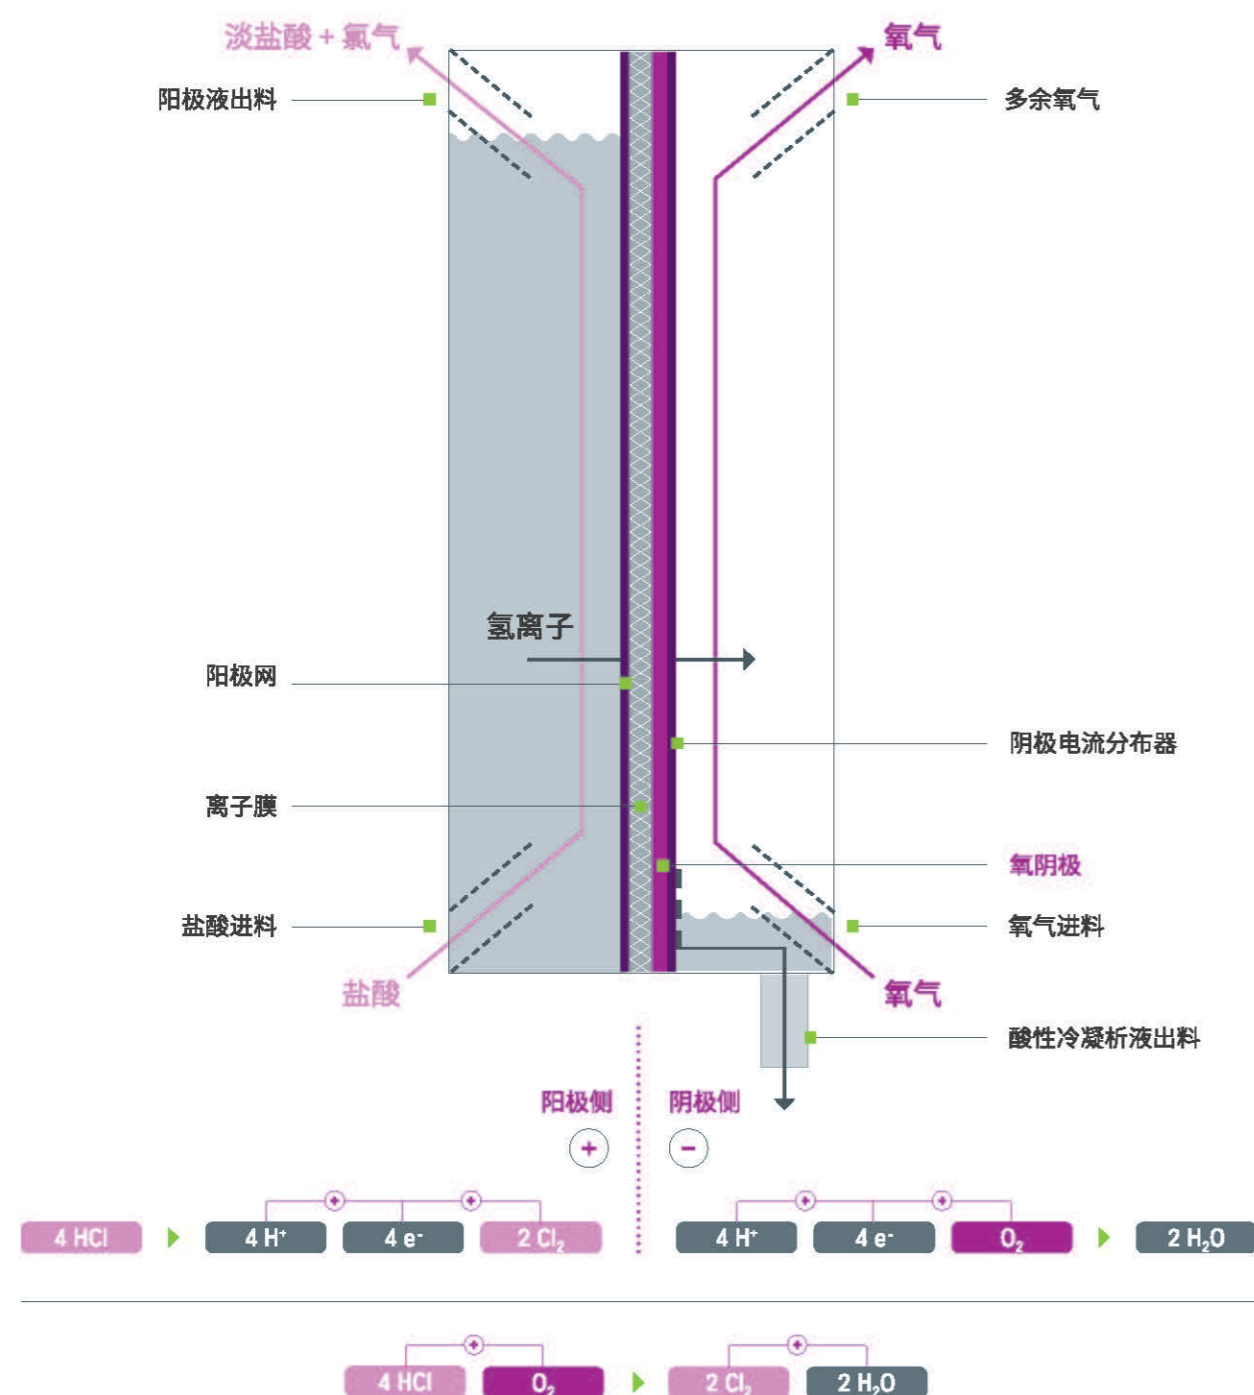 淡盐酸 + 氯气
氧气
阳极液出料
多余氧气
氢离子
阳极网
阴极电流分布器
离子膜
氧阴极
盐酸进料
氧气进料
盐酸
氧气
酸性冷凝析液出料
阳极侧
阴极侧
+
−
+ + + +
4 HCl 4 H⁺ 4 e⁻ 2 Cl₂ 4 H⁺ 4 e⁻ O₂ 2 H₂O
+ +
4 HCl O₂ 2 Cl₂ 2 H₂O